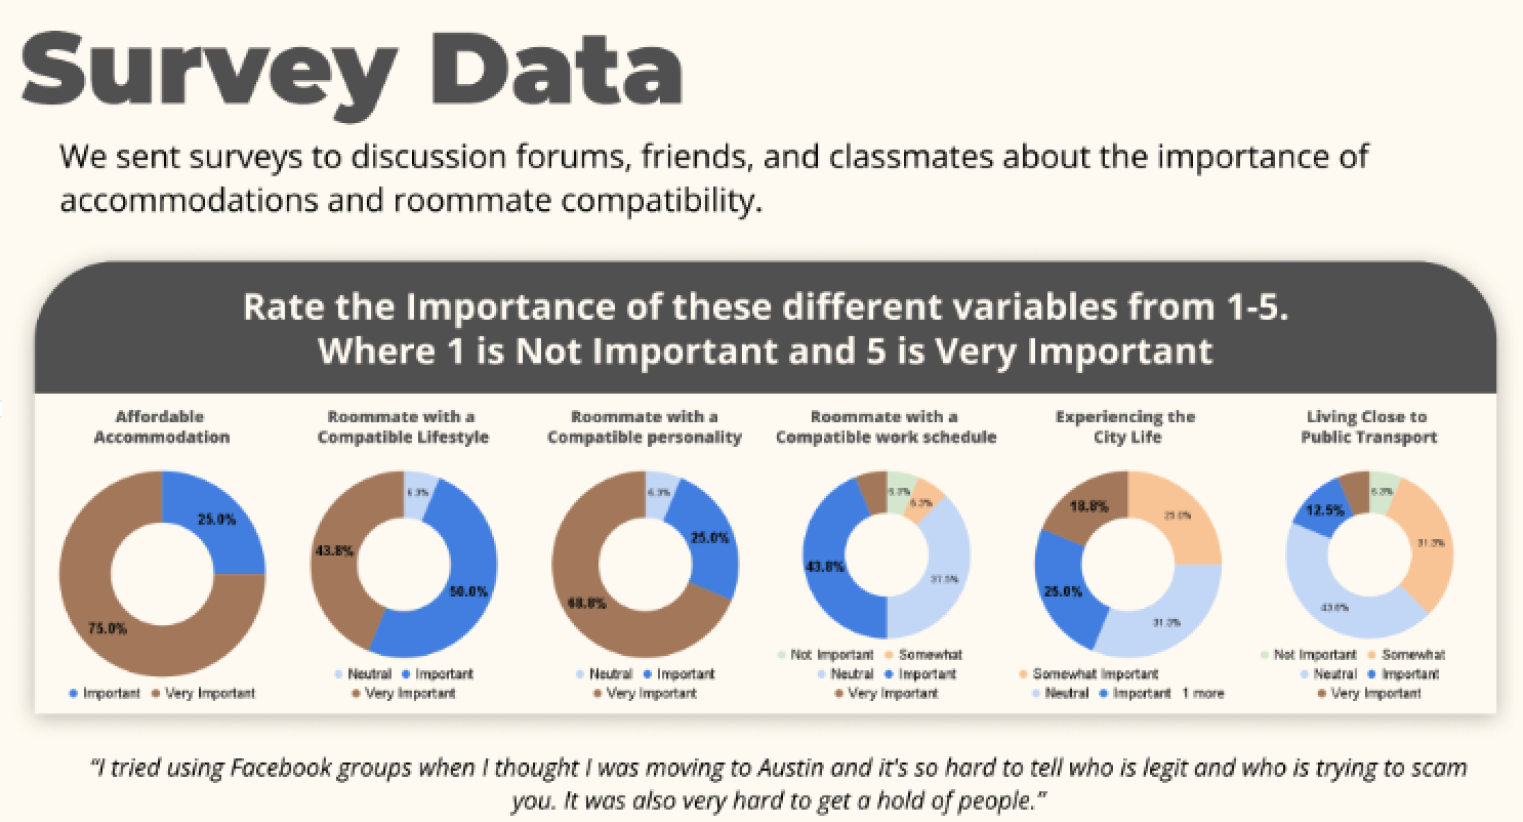 Survey Data
We sent surveys to discussion forums, friends, and classmates about the importance of
accommodations and roommate compatibility.
Rate the Importance of these different variables from 1-5.
Where 1 is Not Important and 5 is Very Important
Affordable
Accommodation
25.0%
75.0%
Important Very Important
Roommate with a
Compatible Lifestyle
6.3%
43.8%
50.0%
Neutral Important
Very Important
Roommate with a
Compatible personality
6.3%
25.0%
68.8%
Neutral Important
Very Important
Roommate with a
Compatible work schedule
6.3%
6.3%
43.8%
37.5%
Not Important Somewhat
Neutral Important
Very Important
Experiencing the
City Life
18.8%
25.0%
25.0%
31.3%
Somewhat Important
Neutral Important 1 more
Living Close to
Public Transport
6.3%
12.5%
31.3%
43.8%
Not Important Somewhat
Neutral Important
Very Important
“I tried using Facebook groups when I thought I was moving to Austin and it's so hard to tell who is legit and who is trying to scam
you. It was also very hard to get a hold of people.”